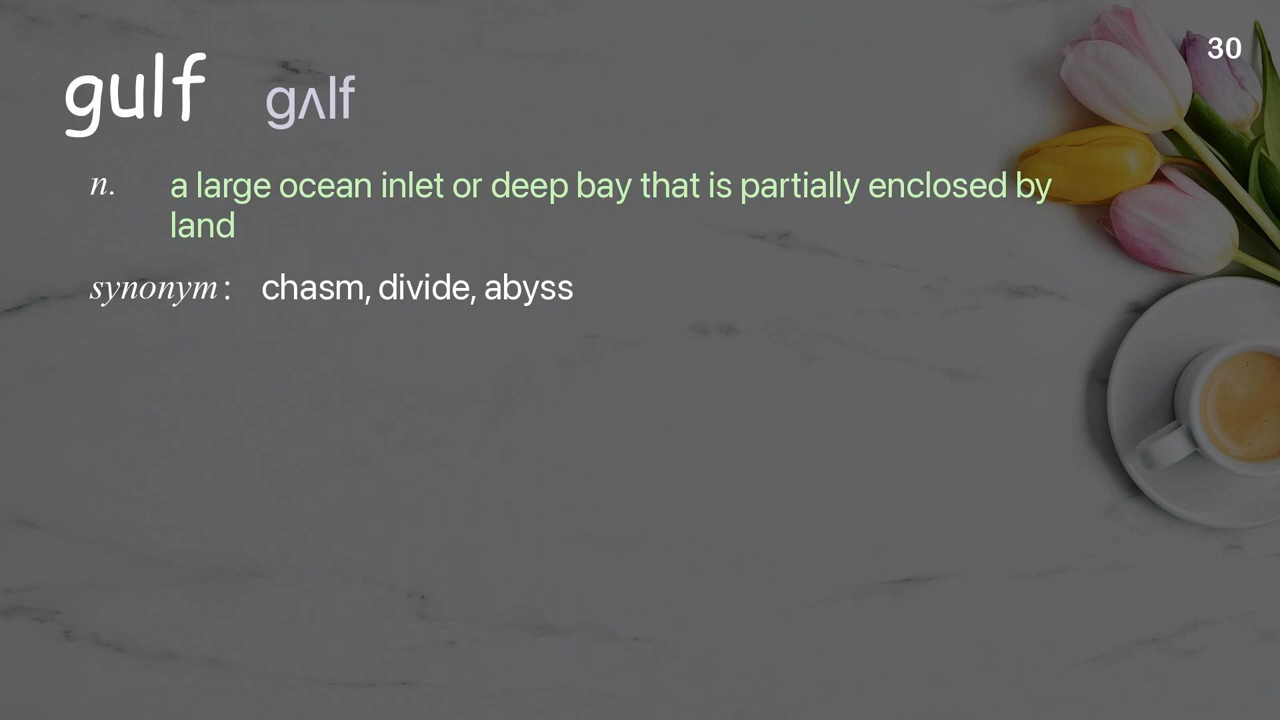 30
gulf gʌlf
n. a large ocean inlet or deep bay that is partially enclosed by
land
synonym: chasm, divide, abyss